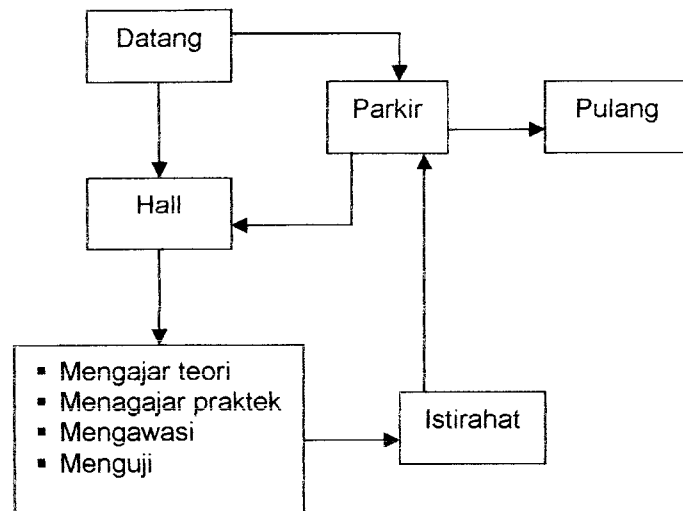 Datang
Parkir
Pulang
Hall
▪ Mengajar teori
▪ Menagajar praktek
▪ Mengawasi
▪ Menguji
Istirahat